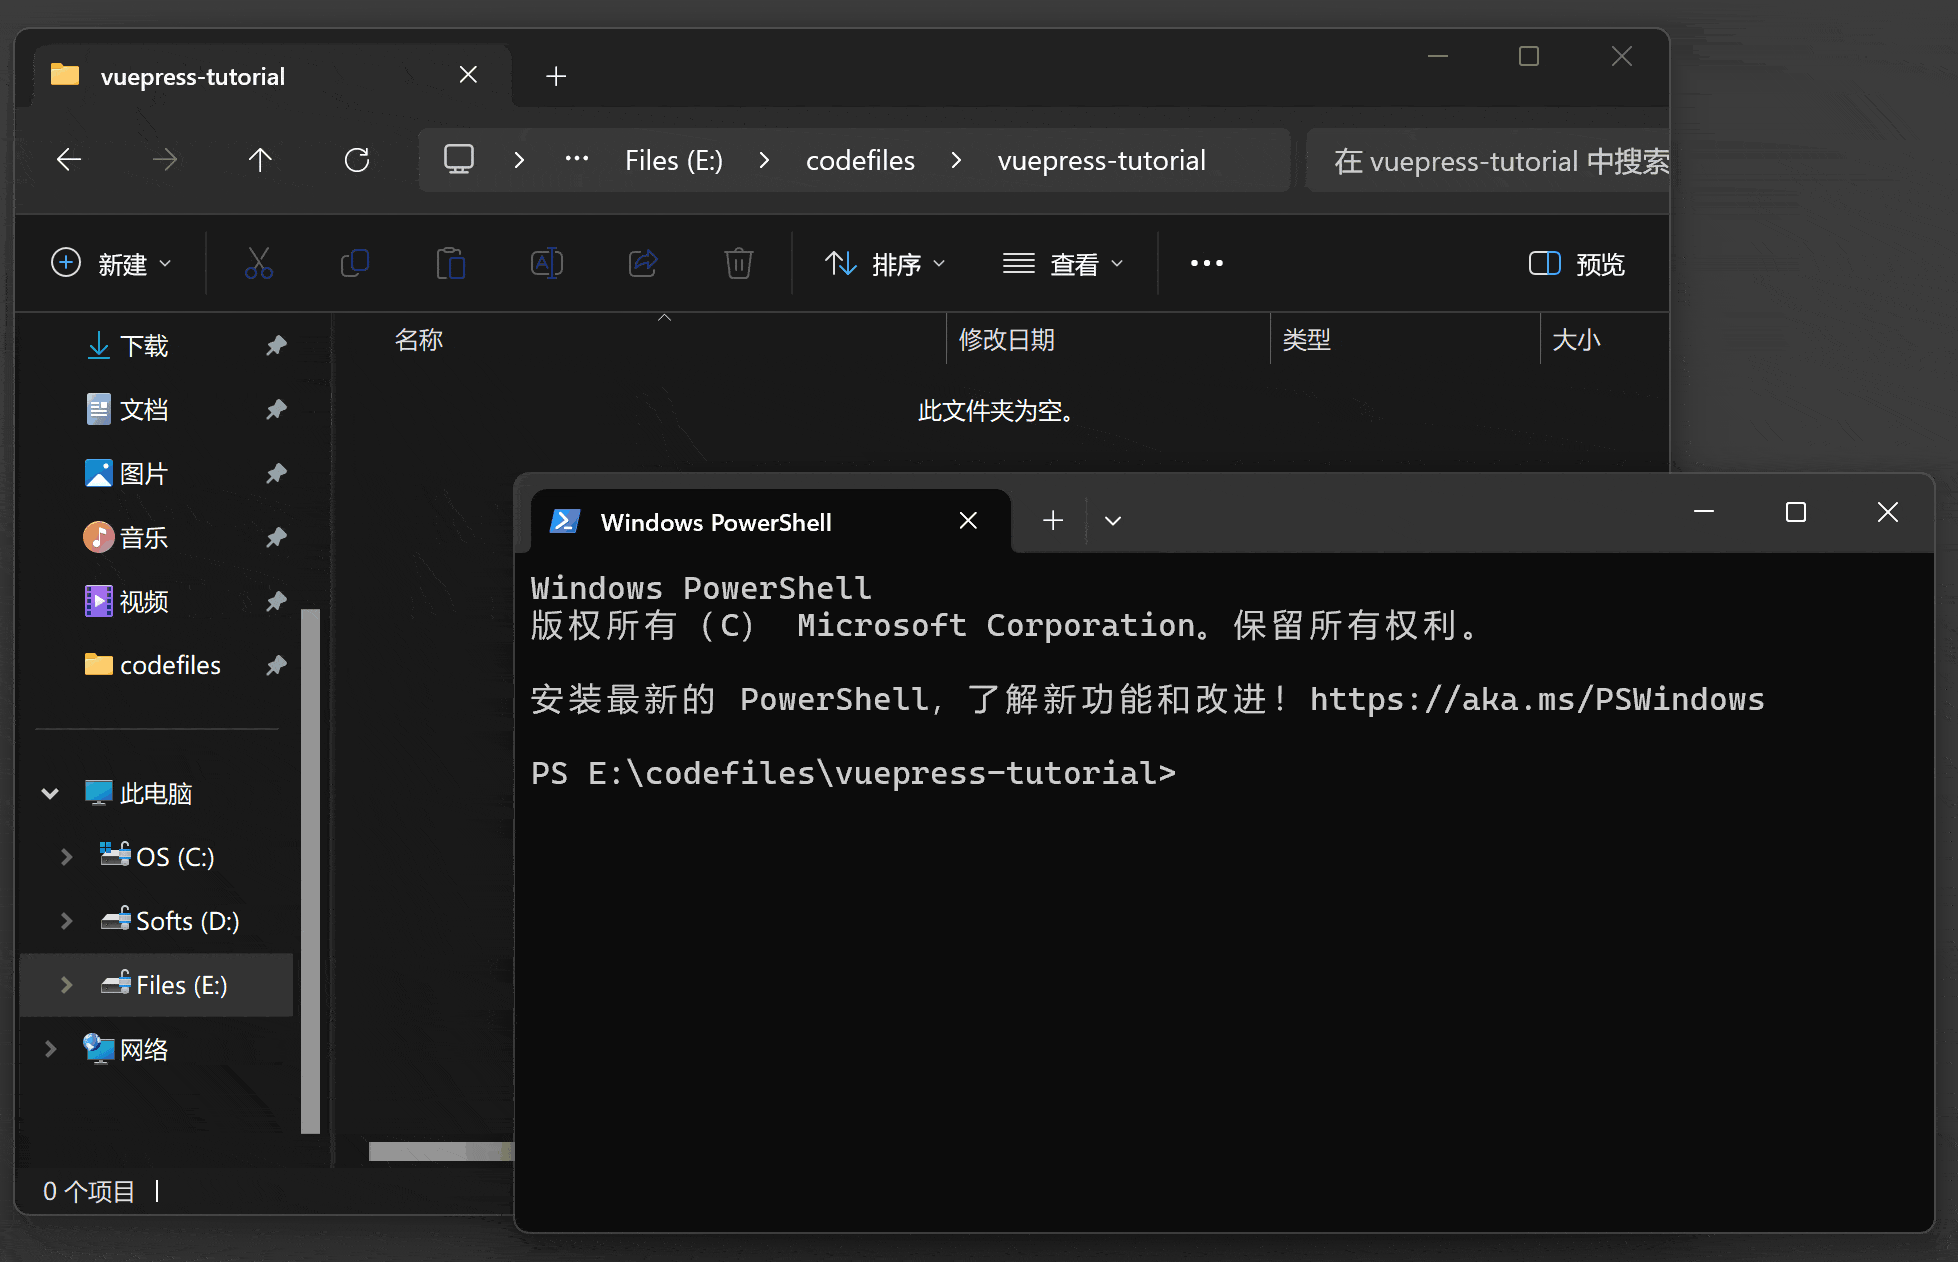 vuepress-tutorial
Files (E:) codefiles vuepress-tutorial
在 vuepress-tutorial 中搜索
新建 排序 查看 预览
名称 修改日期 类型 大小
此文件夹为空。
下载
文档
图片
音乐
视频
codefiles
此电脑
OS (C:)
Softs (D:)
Files (E:)
网络
0 个项目
Windows PowerShell
Windows PowerShell
版权所有 (C) Microsoft Corporation。保留所有权利。
安装最新的 PowerShell,了解新功能和改进!https://aka.ms/PSWindows
PS E:\codefiles\vuepress-tutorial>